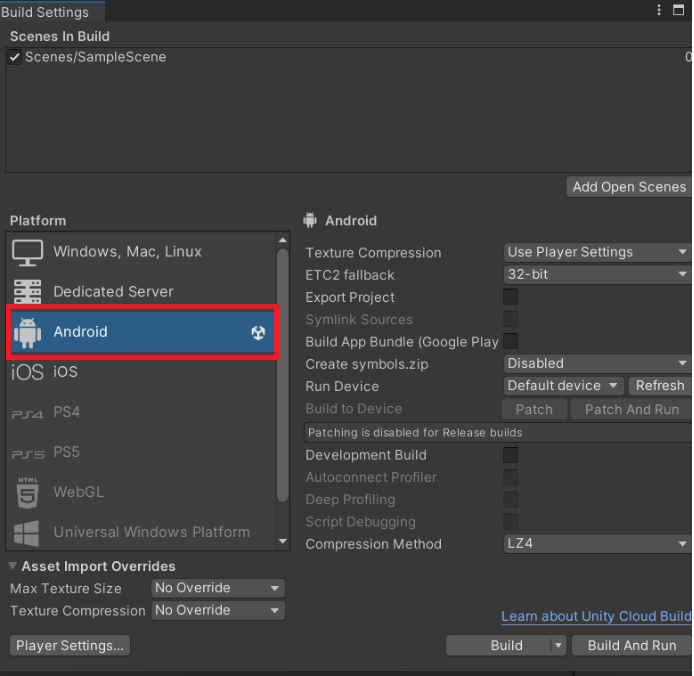 Build Settings
Scenes In Build
Scenes/SampleScene 0
Add Open Scenes
Platform
Windows, Mac, Linux
Dedicated Server
Android
iOS iOS
PS4 PS4
PS5 PS5
HTML 5 WebGL
Universal Windows Platform
Android
Texture Compression Use Player Settings
ETC2 fallback 32-bit
Export Project
Symlink Sources
Build App Bundle (Google Play
Create symbols.zip Disabled
Run Device Default device Refresh
Build to Device Patch Patch And Run
Patching is disabled for Release builds
Development Build
Autoconnect Profiler
Deep Profiling
Script Debugging
Compression Method LZ4
Asset Import Overrides
Max Texture Size No Override
Texture Compression No Override
Learn about Unity Cloud Build
Player Settings... Build Build And Run